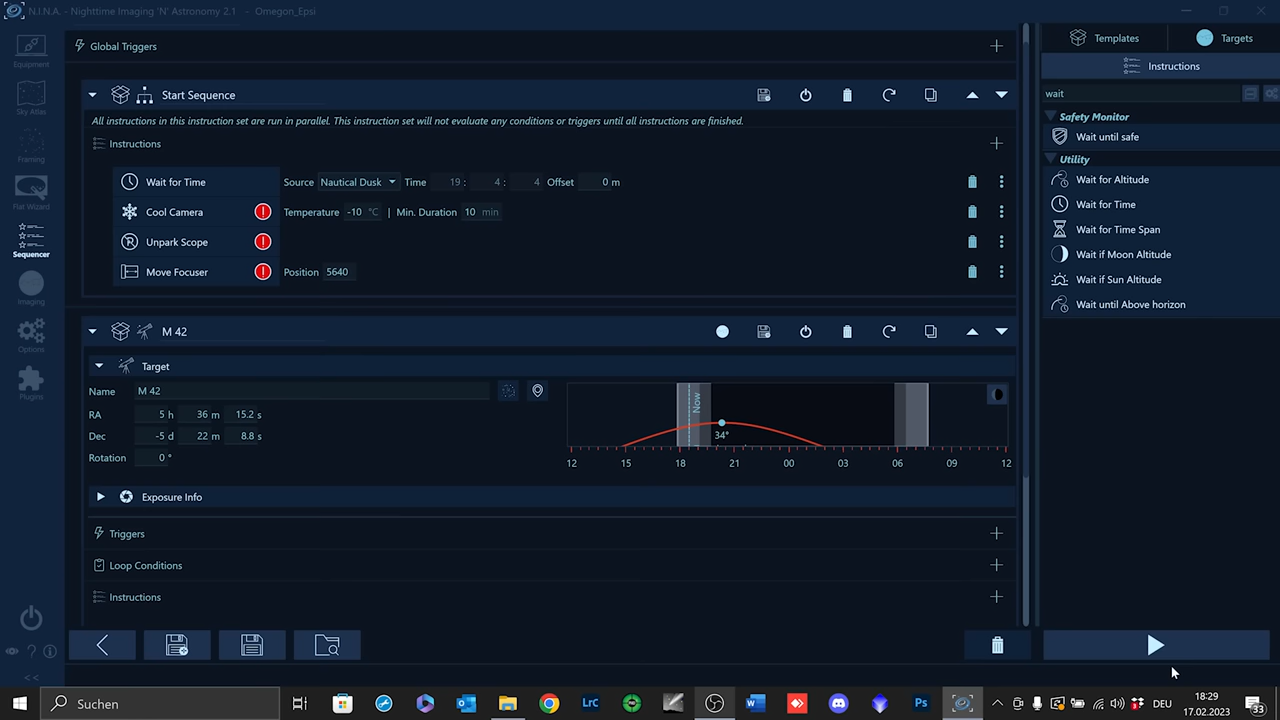 N.I.N.A. - Nighttime Imaging 'N' Astronomy 2.1 - Omegon_Epsi
Equipment
Sky Atlas
Framing
Flat Wizard
Sequencer
Imaging
Options
Plugins
<<
Global Triggers
Start Sequence
All instructions in this instruction set are run in parallel. This instruction set will not evaluate any conditions or triggers until all instructions are finished.
Instructions
Wait for Time Source Nautical Dusk Time 19 : 4 : 4 Offset 0 m
Cool Camera Temperature -10 °C | Min. Duration 10 min
Unpark Scope
Move Focuser Position 5640
M 42
Target
Name M 42
RA 5 h 36 m 15.2 s
Dec -5 d 22 m 8.8 s
Rotation 0 °
Now
34°
12 15 18 21 00 03 06 09 12
Exposure Info
Triggers
Loop Conditions
Instructions
Templates Targets
Instructions
wait
Safety Monitor
Wait until safe
Utility
Wait for Altitude
Wait for Time
Wait for Time Span
Wait if Moon Altitude
Wait if Sun Altitude
Wait until Above horizon
Suchen
LrC
Ps
DEU
18:29
17.02.2023
33